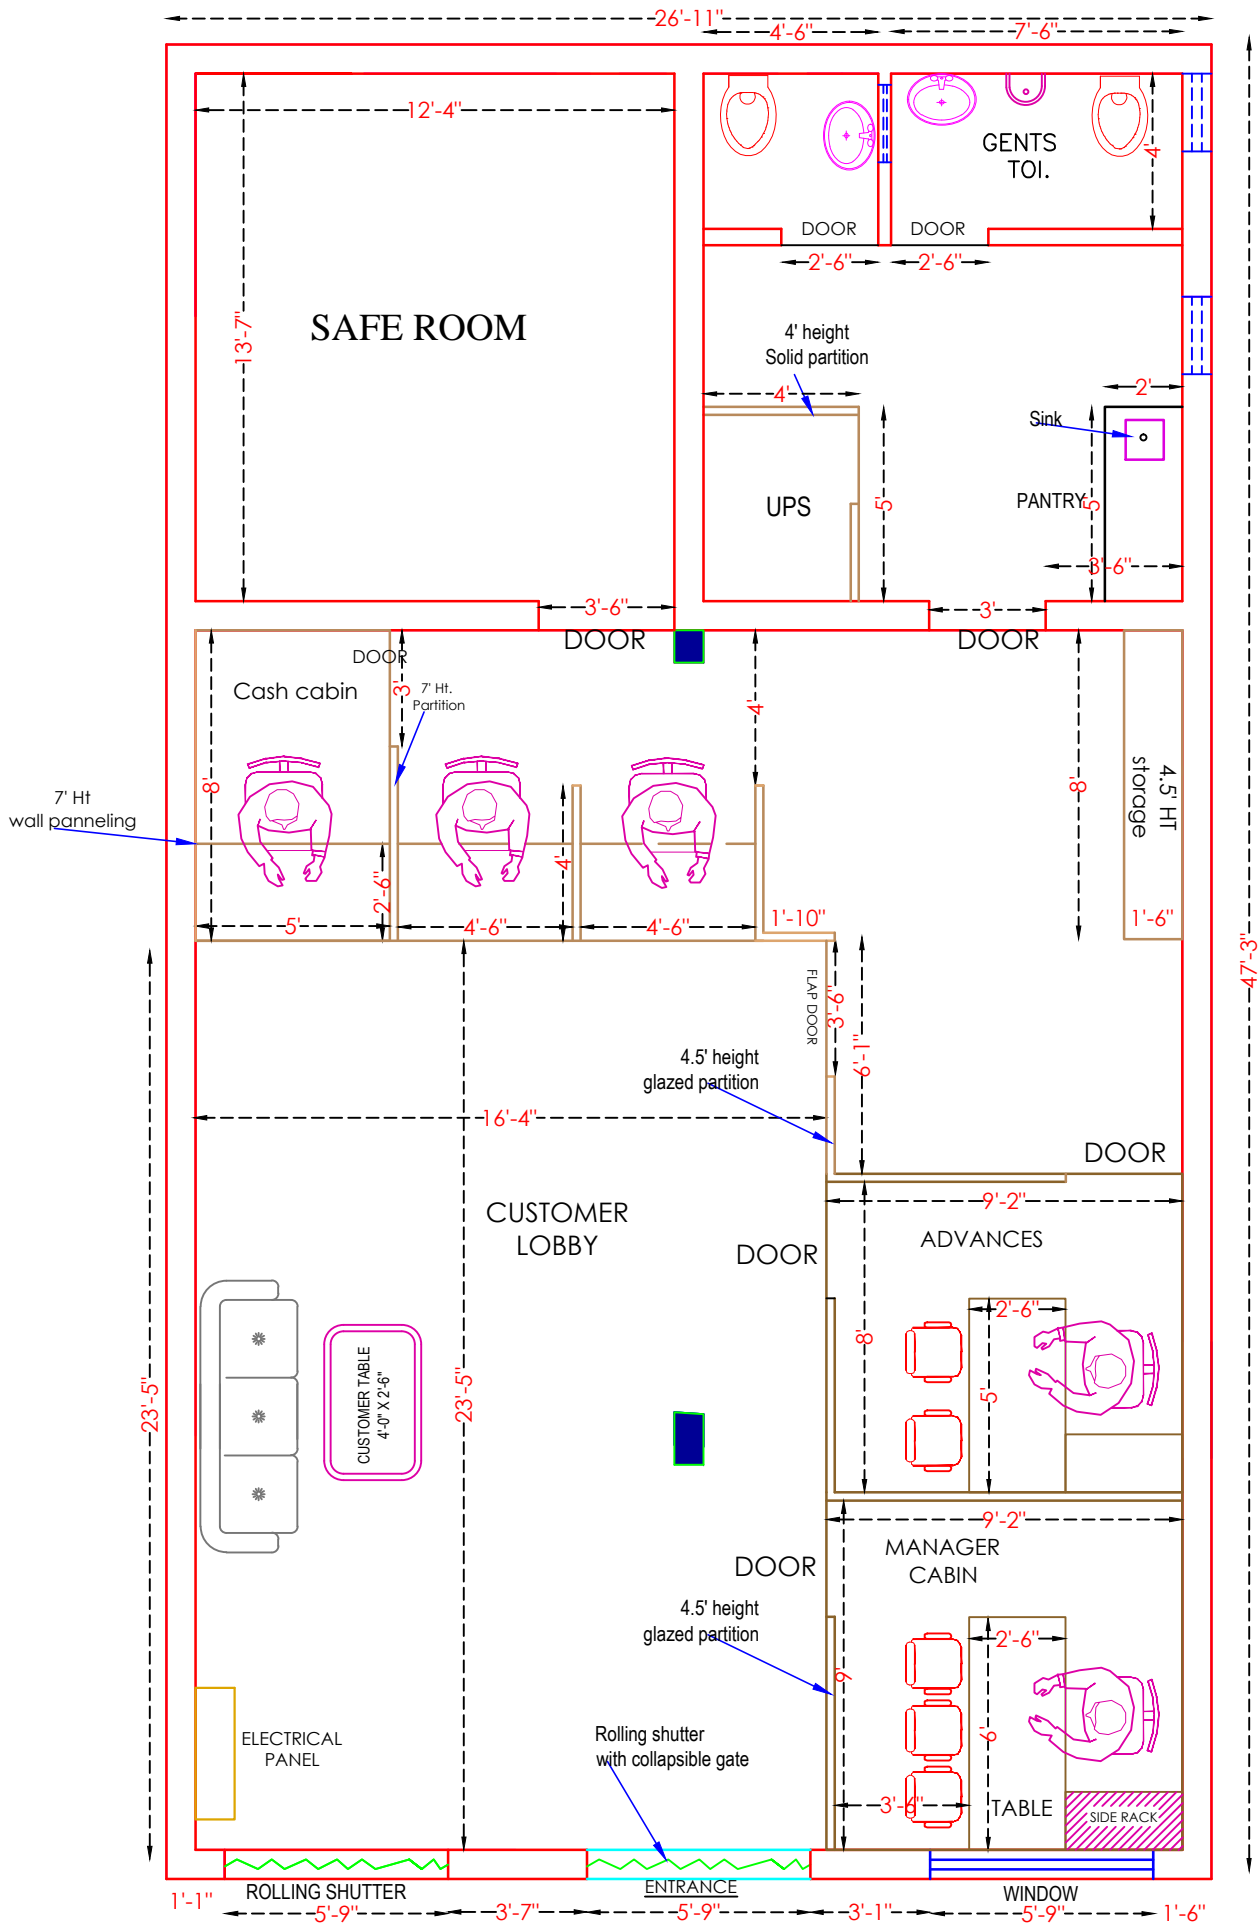 26'-11"
4'-6"
7'-6"
12'-4"
GENTS
TOI.
4'
DOOR
DOOR
2'-6"
2'-6"
SAFE ROOM
13'-7"
4' height
Solid partition
4'
2'
Sink
UPS
5'
PANTRY
5'
3'-6"
3'-6"
3'
DOOR
DOOR
DOOR
Cash cabin
3'
7' Ht.
Partition
4'
8'
8'
4.5' HT
storage
7' Ht
wall panneling
2'-6"
4'
5'
4'-6"
4'-6"
1'-10"
1'-6"
47'-3"
FLAP DOOR
3'-6"
6'-1"
4.5' height
glazed partition
16'-4"
DOOR
9'-2"
CUSTOMER
LOBBY
ADVANCES
DOOR
2'-6"
8'
5'
CUSTOMER TABLE
4'-0" X 2'-6"
23'-5"
23'-5"
9'-2"
MANAGER
CABIN
DOOR
4.5' height
glazed partition
2'-6"
9'
6'
ELECTRICAL
PANEL
Rolling shutter
with collapsible gate
3'-6"
TABLE
SIDE RACK
1'-1"
ROLLING SHUTTER
ENTRANCE
WINDOW
5'-9"
3'-7"
5'-9"
3'-1"
5'-9"
1'-6"